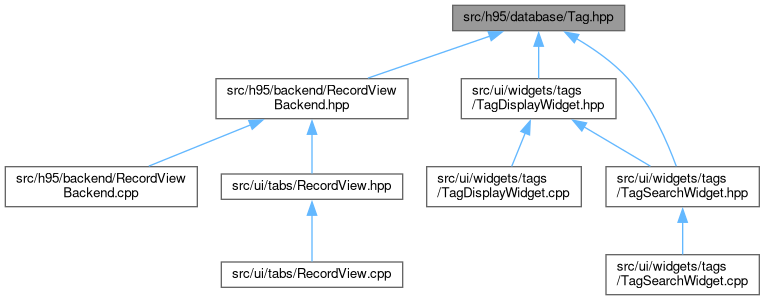 src/h95/database/Tag.hpp
src/h95/backend/RecordView
Backend.hpp
src/ui/widgets/tags
/TagDisplayWidget.hpp
src/h95/backend/RecordView
Backend.cpp
src/ui/tabs/RecordView.hpp
src/ui/widgets/tags
/TagDisplayWidget.cpp
src/ui/widgets/tags
/TagSearchWidget.hpp
src/ui/tabs/RecordView.cpp
src/ui/widgets/tags
/TagSearchWidget.cpp